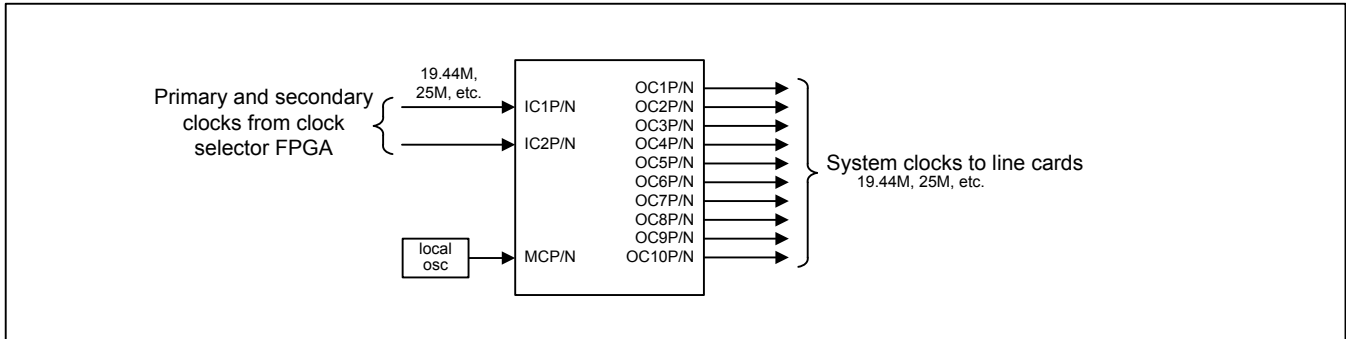 Primary and secondary
clocks from clock
selector FPGA
19.44M,
25M, etc.
IC1P/N
IC2P/N
local
osc
MCP/N
OC1P/N
OC2P/N
OC3P/N
OC4P/N
OC5P/N
OC6P/N
OC7P/N
OC8P/N
OC9P/N
OC10P/N
System clocks to line cards
19.44M, 25M, etc.